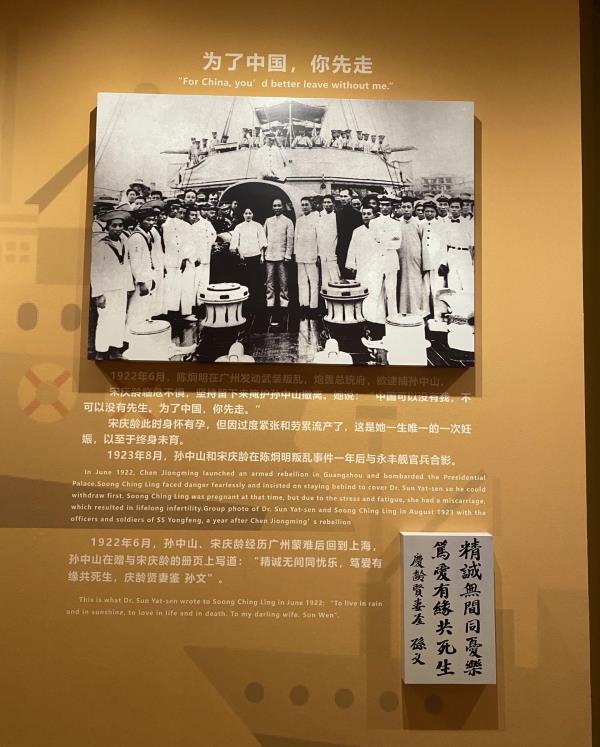 为了中国，你先走
“For China, you’d better leave without me.”
1922年6月，陈炯明在广州发动武装叛乱，炮轰总统府，欲逮捕孙中山，
宋庆龄临危不惧，坚持留下来掩护孙中山撤离，她说：“中国可以没有我，不
可以没有先生。为了中国，你先走。”
宋庆龄此时身怀有孕，但因过度紧张和劳累流产了，这是她一生唯一的一次妊
娠，以至于终身未育。
1923年8月，孙中山和宋庆龄在陈炯明叛乱事件一年后与永丰舰官兵合影。
In June 1922, Chen Jiongming launched an armed rebellion in Guangzhou and bombarded the Presidential
Palace.Soong Ching Ling faced danger fearlessly and insisted on staying behind to cover Dr. Sun Yat-sen so he could
withdraw first. Soong Ching Ling was pregnant at that time, but due to the stress and fatigue, she had a miscarriage,
which resulted in lifelong infertility.Group photo of Dr. Sun Yat-sen and Soong Ching Ling in August 1923 with the
officers and soldiers of SS Yongfeng, a year after Chen Jiongming’s rebellion
1922年6月，孙中山、宋庆龄经历广州蒙难后回到上海，
孙中山在赠与宋庆龄的册页上写道：“精诚无间同忧乐，笃爱有
缘共死生，庆龄贤妻鉴 孙文”。
This is what Dr. Sun Yat-sen wrote to Soong Ching Ling in June 1922: “To live in rain
and in sunshine, to love in life and in death. To my darling wife. Sun Wen”.
精誠無間同憂樂
篤愛有緣共死生
慶齡賢妻鉴 孫文